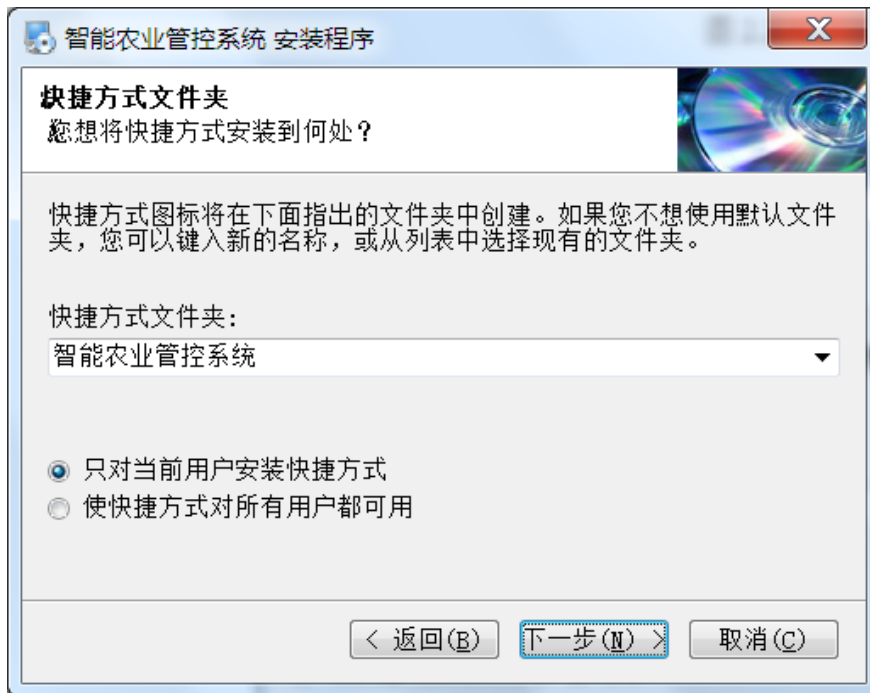 智能农业管控系统 安装程序
快捷方式文件夹
您想将快捷方式安装到何处？
快捷方式图标将在下面指出的文件夹中创建。如果您不想使用默认文件
夹，您可以键入新的名称，或从列表中选择现有的文件夹。
快捷方式文件夹：
智能农业管控系统
只对当前用户安装快捷方式
使快捷方式对所有用户都可用
< 返回(B) 下一步(N) > 取消(C)